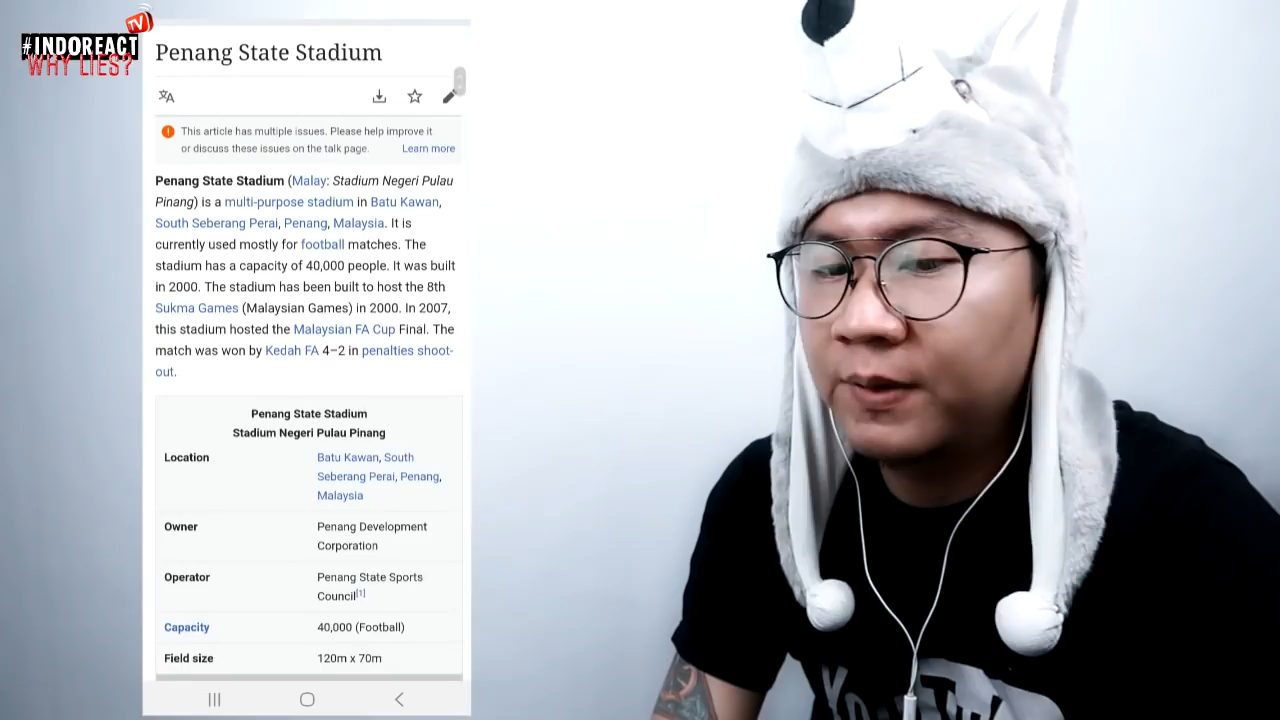 TV
#INDOREACT
WHY LIES?
Penang State Stadium
This article has multiple issues. Please help improve it
or discuss these issues on the talk page. Learn more
Penang State Stadium (Malay: Stadium Negeri Pulau
Pinang) is a multi-purpose stadium in Batu Kawan,
South Seberang Perai, Penang, Malaysia. It is
currently used mostly for football matches. The
stadium has a capacity of 40,000 people. It was built
in 2000. The stadium has been built to host the 8th
Sukma Games (Malaysian Games) in 2000. In 2007,
this stadium hosted the Malaysian FA Cup Final. The
match was won by Kedah FA 4–2 in penalties shoot-
out.
Penang State Stadium
Stadium Negeri Pulau Pinang
Location Batu Kawan, South
Seberang Perai, Penang,
Malaysia
Owner Penang Development
Corporation
Operator Penang State Sports
Council[1]
Capacity 40,000 (Football)
Field size 120m x 70m